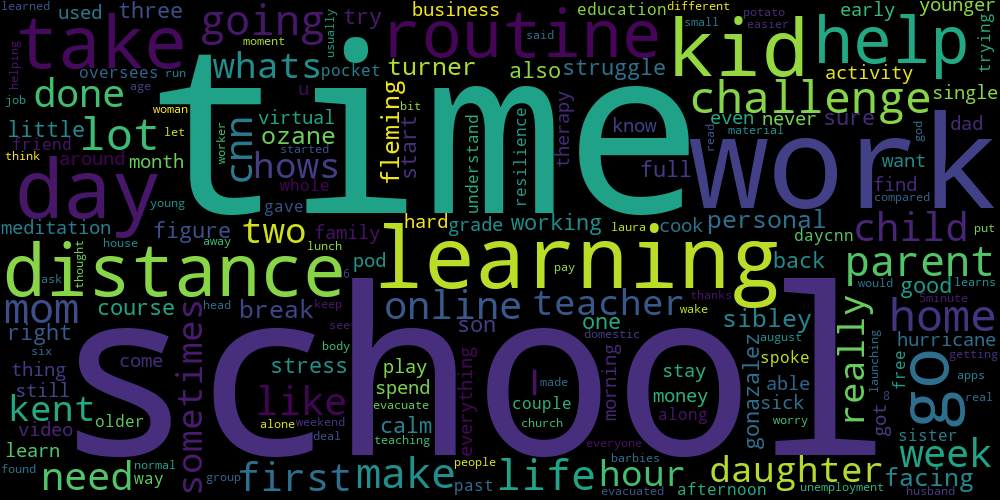 learned used three
going try
business education different younger
small potato easier
early trying
helping take run
oversees age
whats
moment usually
routine said
pocket turner also struggle
kid help
activity
job done woman
time
cnn
u
virtual ozane
fleming start bit
understand resilience therapy
challenge single
know even never sure dad
read material god
little lot friend let
think around month
worker started hows
whole gave
full work want find compared
day young
meditation figure two family
hard grade working laura cook personal
child put
daycnn
house away lunch
thought ask
distance 6 pod
learning pay
back parent
would good learns
mom course break
online teacher thanks wake
head keep
home 5minute
right son one domestic
sibley hurricane
six see
school
thing come stress body
sometimes
morning august
gonazalez spoke
really launching free
getting apps real
still like play spend
everything l made couple
stay money along
able sick
go
kent older alone weekend deal
evacuate calm teaching church
worry got 8
sister
video everyone
learn week
need normal way
found group first make
people past life hour
barbies daughter facing
evacuated afternoon unemployment husband